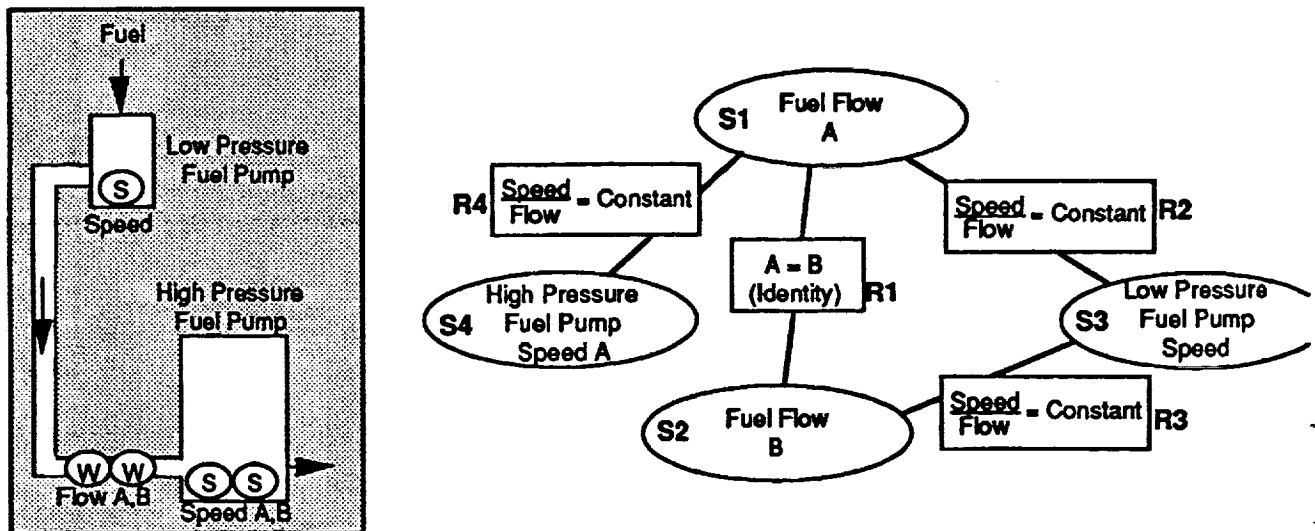 Fuel
Low Pressure
Fuel Pump
S
Speed
High Pressure
Fuel Pump
W W
Flow A,B
S S
Speed A,B
S1 Fuel Flow
A
R4 Speed
Flow = Constant
Speed
Flow = Constant R2
A = B
(Identity) R1
S4 High Pressure
Fuel Pump
Speed A
S3 Low Pressure
Fuel Pump
Speed
S2 Fuel Flow
B
Speed
Flow = Constant R3